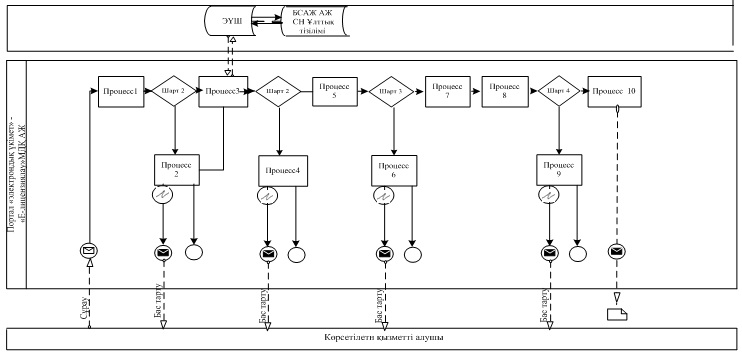 ЭҮШ
БСАЖ АЖ
СН Ұлттық
тізілімі
Портал «электрондық үкімет» -
«Е-лицензиялау»МДҚ АЖ
Процесс1
Шарт 2
Процесс3
Шарт 2
Процесс
5
Шарт 3
Процесс
7
Процесс
8
Шарт 4
Процесс 10
Процесс
2
Процесс4
Процесс
6
Процесс
9
Сұрау
Бас тарту
Бас тарту
Бас тарту
Бас тарту
Көрсетілетн қызметті алушы